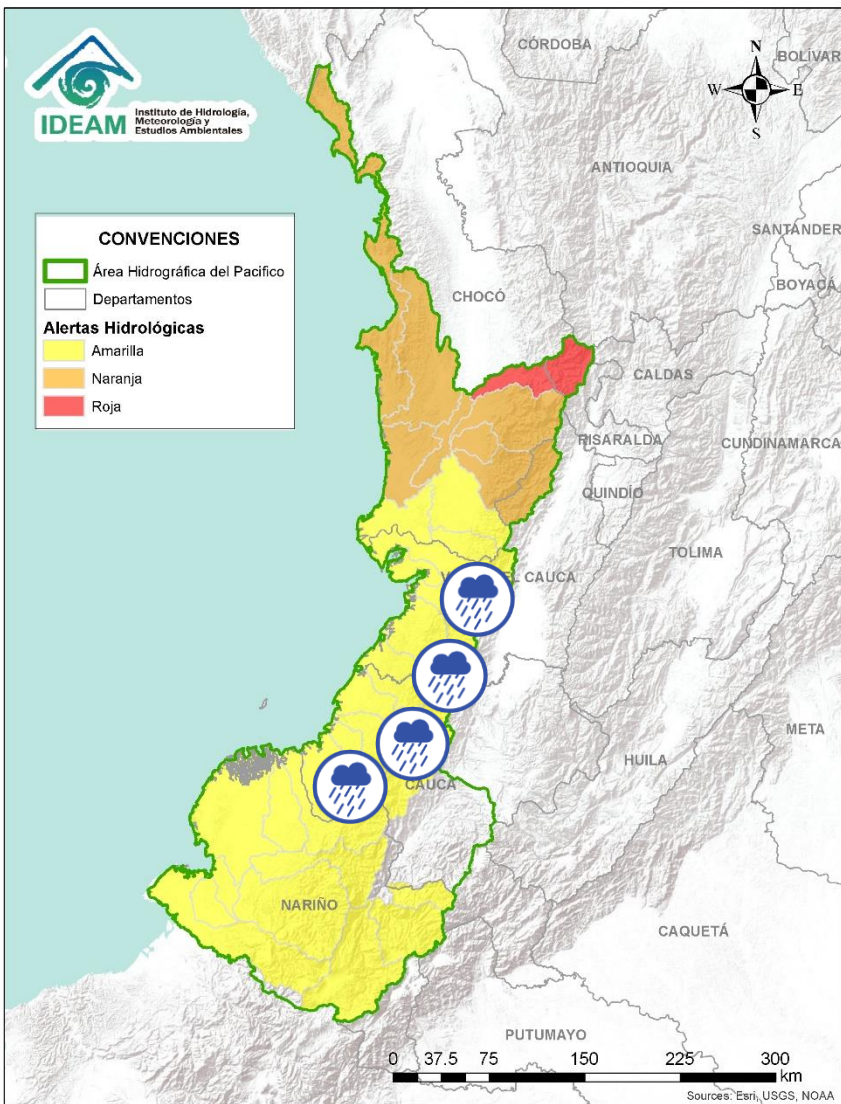 IDEAM
Instituto de Hidrología,
Meteorología y
Estudios Ambientales
CÓRDOBA
BOLÍVAR
N
W
E
S
ANTIOQUIA
SANTANDER
BOYACÁ
CONVENCIONES
Área Hidrográfica del Pacifico
Departamentos
Alertas Hidrológicas
Amarilla
Naranja
Roja
CHOCÓ
CALDAS
RISARALDA
CUNDINAMARCA
QUINDÍO
TOLIMA
EL CAUCA
META
HUILA
CAUCA
NARIÑO
CAQUETÁ
PUTUMAYO
0 37.5 75 150 225 300
km
Sources: Esri, USGS, NOAA